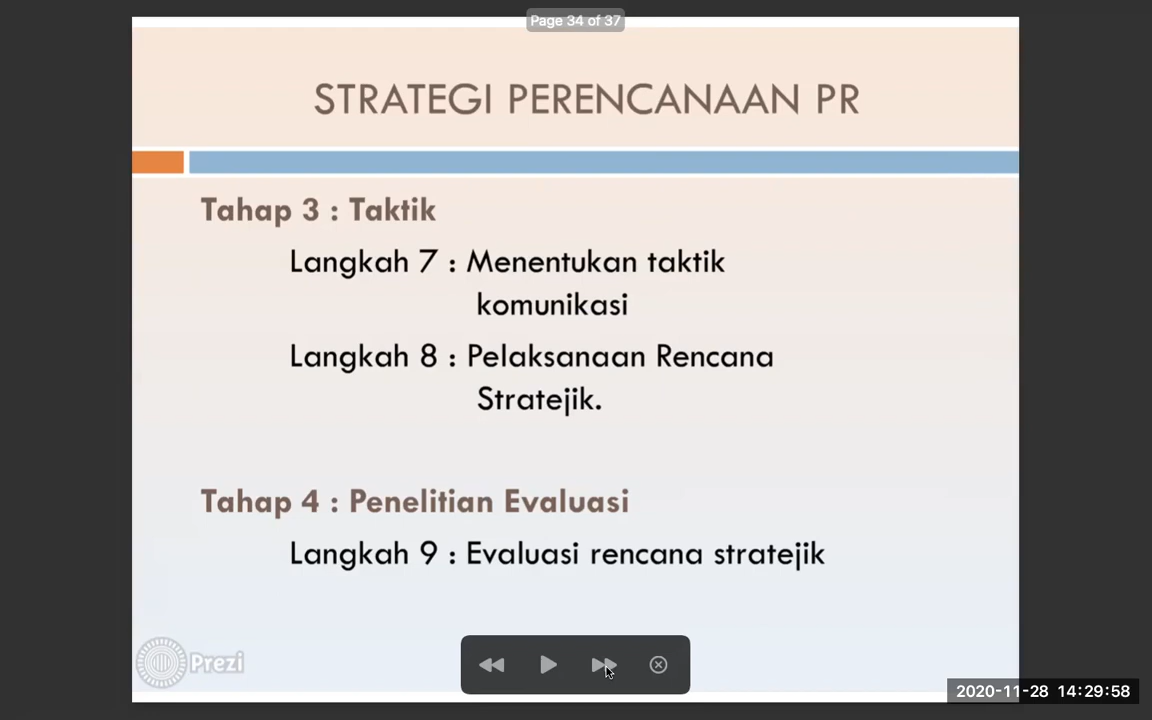 Page 34 of 37
STRATEGI PERENCANAAN PR
Tahap 3 : Taktik
Langkah 7 : Menentukan taktik
komunikasi
Langkah 8 : Pelaksanaan Rencana
Stratejik.
Tahap 4 : Penelitian Evaluasi
Langkah 9 : Evaluasi rencana stratejik
Prezi
2020-11-28 14:29:58